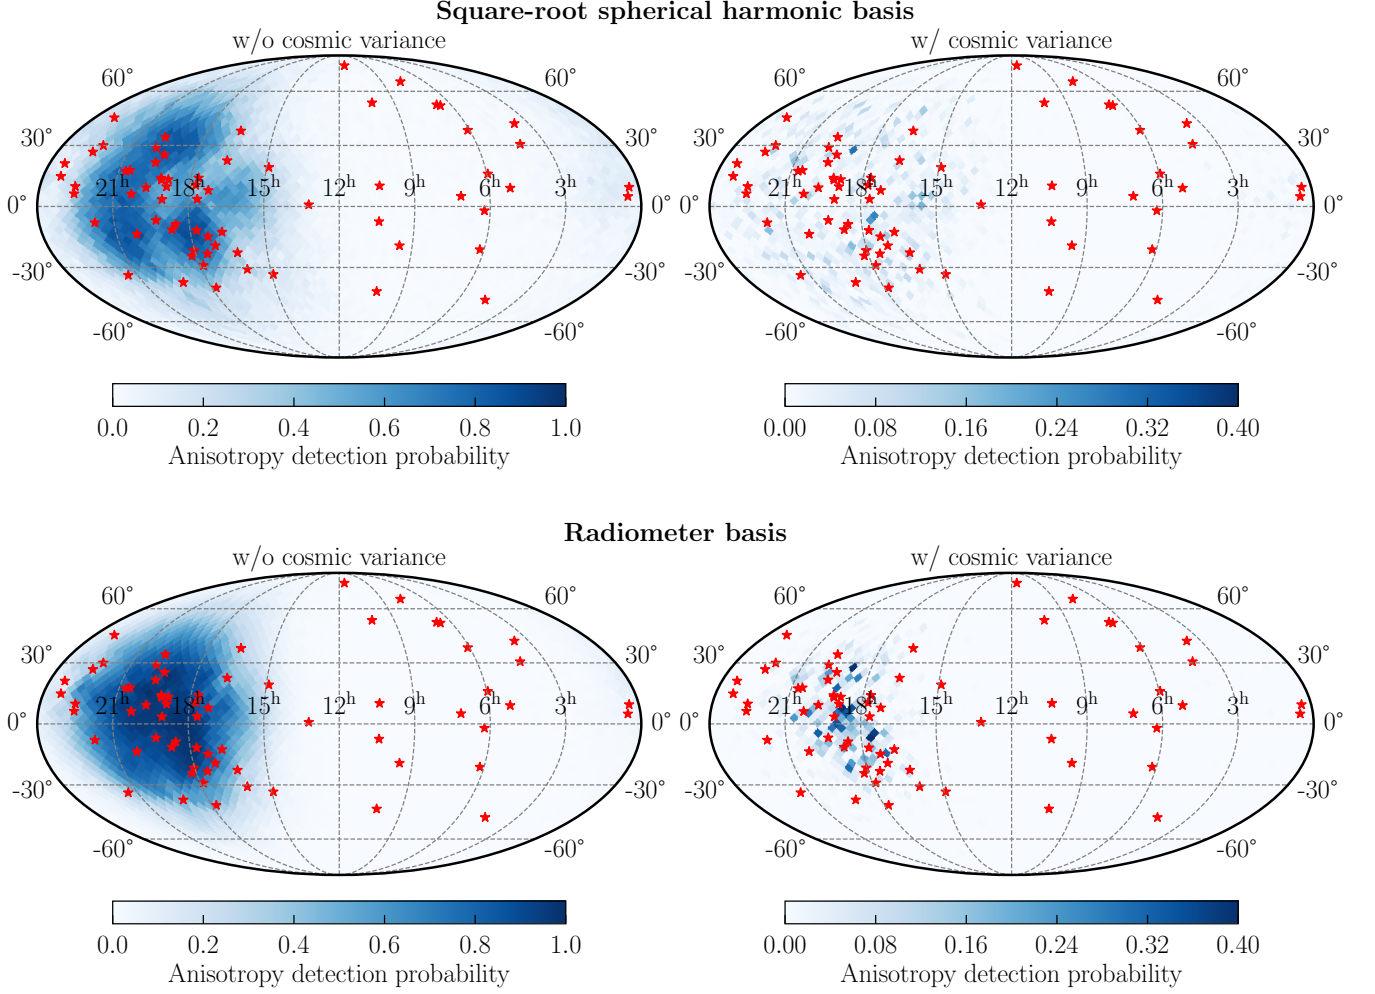 Square-root spherical harmonic basis
w/o cosmic variance
w/ cosmic variance
60° 60° 60° 60°
30° 30° 30° 30°
21h 18h 15h 12h 9h 6h 3h 21h 18h 15h 12h 9h 6h 3h
0° 0° 0° 0°
-30° -30° -30° -30°
-60° -60° -60° -60°
0.0 0.2 0.4 0.6 0.8 1.0 0.00 0.08 0.16 0.24 0.32 0.40
Anisotropy detection probability
Anisotropy detection probability
Radiometer basis
w/o cosmic variance
w/ cosmic variance
60° 60° 60° 60°
30° 30° 30° 30°
21h 18h 15h 12h 9h 6h 3h 21h 18h 15h 12h 9h 6h 3h
0° 0° 0° 0°
-30° -30° -30° -30°
-60° -60° -60° -60°
0.0 0.2 0.4 0.6 0.8 1.0 0.00 0.08 0.16 0.24 0.32 0.40
Anisotropy detection probability
Anisotropy detection probability